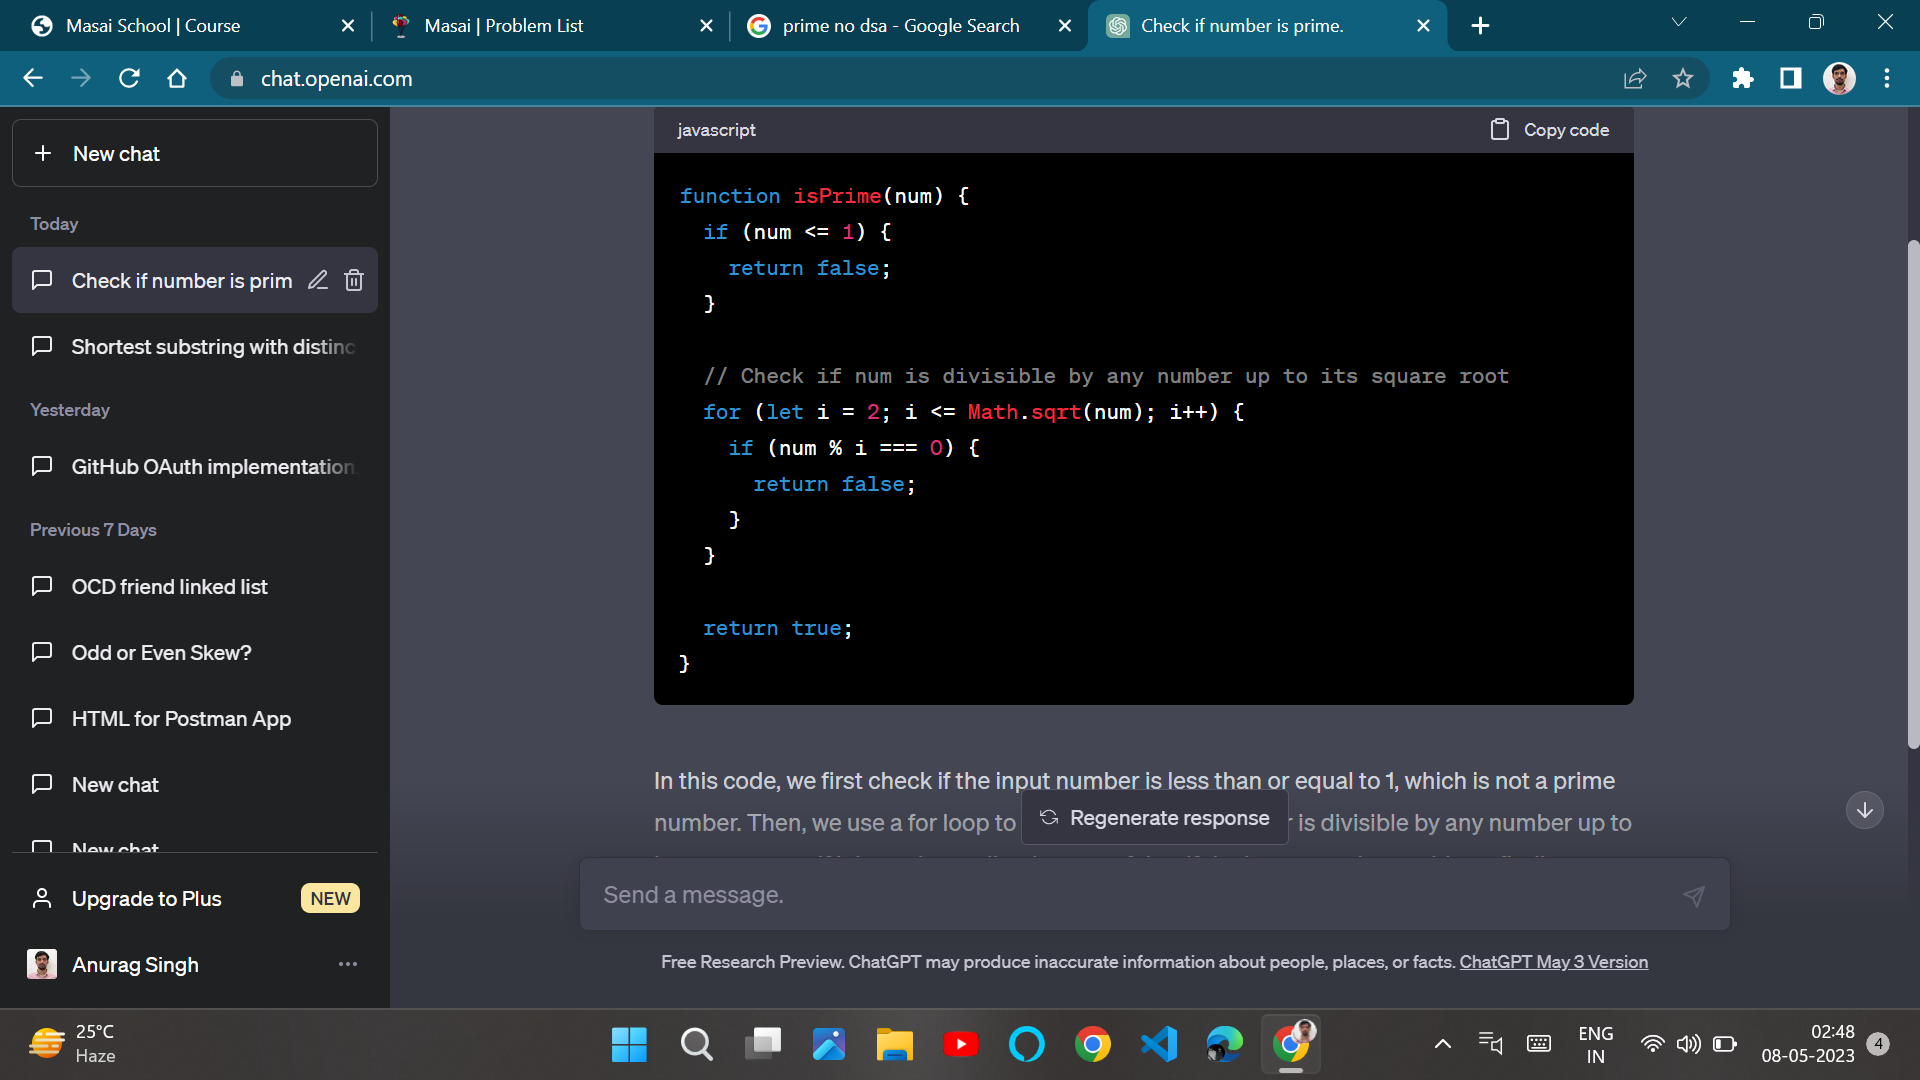 Masai School | Course
Masai | Problem List
prime no dsa - Google Search
Check if number is prime.
chat.openai.com
New chat
Today
Check if number is prim
Shortest substring with distinc
Yesterday
GitHub OAuth implementation
Previous 7 Days
OCD friend linked list
Odd or Even Skew?
HTML for Postman App
New chat
New chat
Upgrade to Plus
NEW
Anurag Singh
javascript
Copy code
function isPrime(num) {
if (num <= 1) {
return false;
}
// Check if num is divisible by any number up to its square root
for (let i = 2; i <= Math.sqrt(num); i++) {
if (num % i === 0) {
return false;
}
}
return true;
}
In this code, we first check if the input number is less than or equal to 1, which is not a prime
number. Then, we use a for loop to
r is divisible by any number up to
Regenerate response
Send a message.
Free Research Preview. ChatGPT may produce inaccurate information about people, places, or facts. ChatGPT May 3 Version
25°C
Haze
ENG
IN
02:48
08-05-2023
4